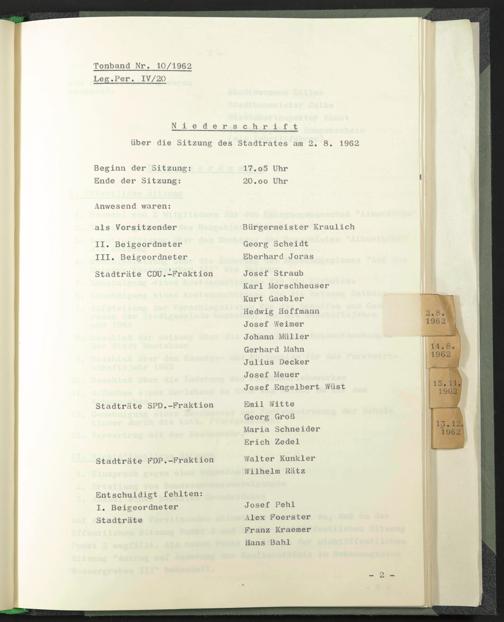 Tonband Nr. 10/1962
Leg.Per. IV/20
Niederschrift
über die Sitzung des Stadtrates am 2. 8. 1962
Beginn der Sitzung: 17.o5 Uhr
Ende der Sitzung: 20.oo Uhr
Anwesend waren:
als Vorsitzender Bürgermeister Kraulich
II. Beigeordneter Georg Scheidt
III. Beigeordneter Eberhard Joras
Stadträte CDU.-Fraktion Josef Straub
Karl Morschheuser
Kurt Gaebler
Hedwig Hoffmann
Josef Weimer
Johann Müller
Gerhard Mahn
Julius Decker
Josef Meuer
Josef Engelbert Wüst
Stadträte SPD.-Fraktion Emil Witte
Georg Groß
Maria Schneider
Erich Zedel
Stadträte FDP.-Fraktion Walter Kunkler
Wilhelm Rätz
Entschuldigt fehlten:
I. Beigeordneter Josef Pehl
Stadträte Alex Foerster
Franz Kraemer
Hans Bahl
- 2 -
2.8.
1962
14.8.
1962
15.11.
1962
13.12.
1962